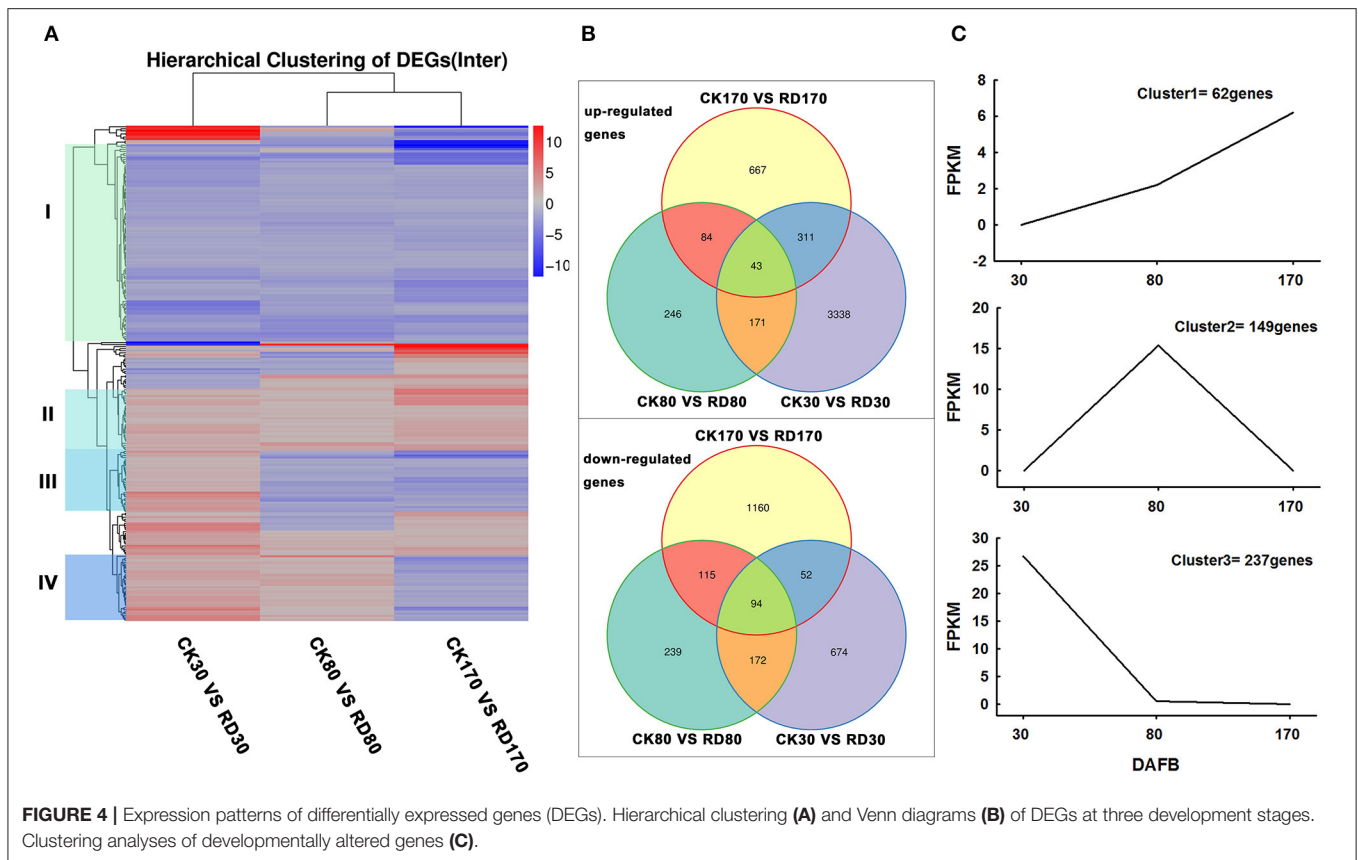 A
Hierarchical Clustering of DEGs(Inter)
10
5
0
−5
−10
I
II
III
IV
CK30 VS RD30
CK80 VS RD80
CK170 VS RD170
B
up-regulated
genes
CK170 VS RD170
667
84
311
43
246
171
3338
CK80 VS RD80
CK30 VS RD30
CK170 VS RD170
down-regulated
genes
1160
115
52
94
239
172
674
CK80 VS RD80
CK30 VS RD30
C
Cluster1= 62genes
FPKM
8
6
4
2
0
-2
30
80
170
Cluster2= 149genes
FPKM
20
15
10
5
0
30
80
170
Cluster3= 237genes
FPKM
30
25
20
15
10
5
0
30
80
170
DAFB
FIGURE 4 | Expression patterns of differentially expressed genes (DEGs). Hierarchical clustering (A) and Venn diagrams (B) of DEGs at three development stages.
Clustering analyses of developmentally altered genes (C).